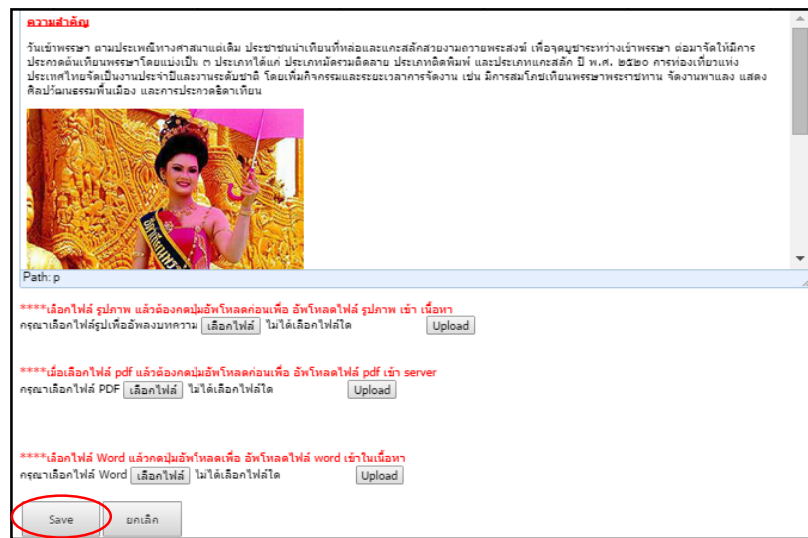 ความสำคัญ
วันเข้าพรรษา ตามประเพณีทางศาสนาแต่เดิม ประชาชนนำเทียนที่หล่อและแกะสลักสวยงามถวายพระสงฆ์ เพื่อจุดบูชาระหว่างเข้าพรรษา ต่อมาจัดให้มีการ
ประกวดต้นเทียนพรรษาโดยแบ่งเป็น ๓ ประเภทได้แก่ ประเภทมัดรวมติดลาย ประเภทติดพิมพ์ และประเภทแกะสลัก ปี พ.ศ. ๒๕๒๐ การท่องเที่ยวแห่ง
ประเทศไทยจัดเป็นงานประจำปีและงานระดับชาติ โดยเพิ่มกิจกรรมและระยะเวลาการจัดงาน เช่น มีการสมโภชเทียนพรรษาพระราชทาน จัดงานพาแลง แสดง
ศิลปวัฒนธรรมพื้นเมือง และการประกวดธิดาเทียน
Path: p
****เลือกไฟล์ รูปภาพ แล้วต้องกดปุ่มอัพโหลดก่อนเพื่อ อัพโหลดไฟล์ รูปภาพ เข้า เนื้อหา
กรุณาเลือกไฟล์รูปเพื่ออัพลงบทความ เลือกไฟล์ ไม่ได้เลือกไฟล์ใด Upload
****เมื่อเลือกไฟล์ pdf แล้วต้องกดปุ่มอัพโหลดก่อนเพื่อ อัพโหลดไฟล์ pdf เข้า server
กรุณาเลือกไฟล์ PDF เลือกไฟล์ ไม่ได้เลือกไฟล์ใด Upload
****เลือกไฟล์ Word แล้วกดปุ่มอัพโหลดเพื่อ อัพโหลดไฟล์ word เข้าในเนื้อหา
กรุณาเลือกไฟล์ Word เลือกไฟล์ ไม่ได้เลือกไฟล์ใด Upload
Save ยกเลิก